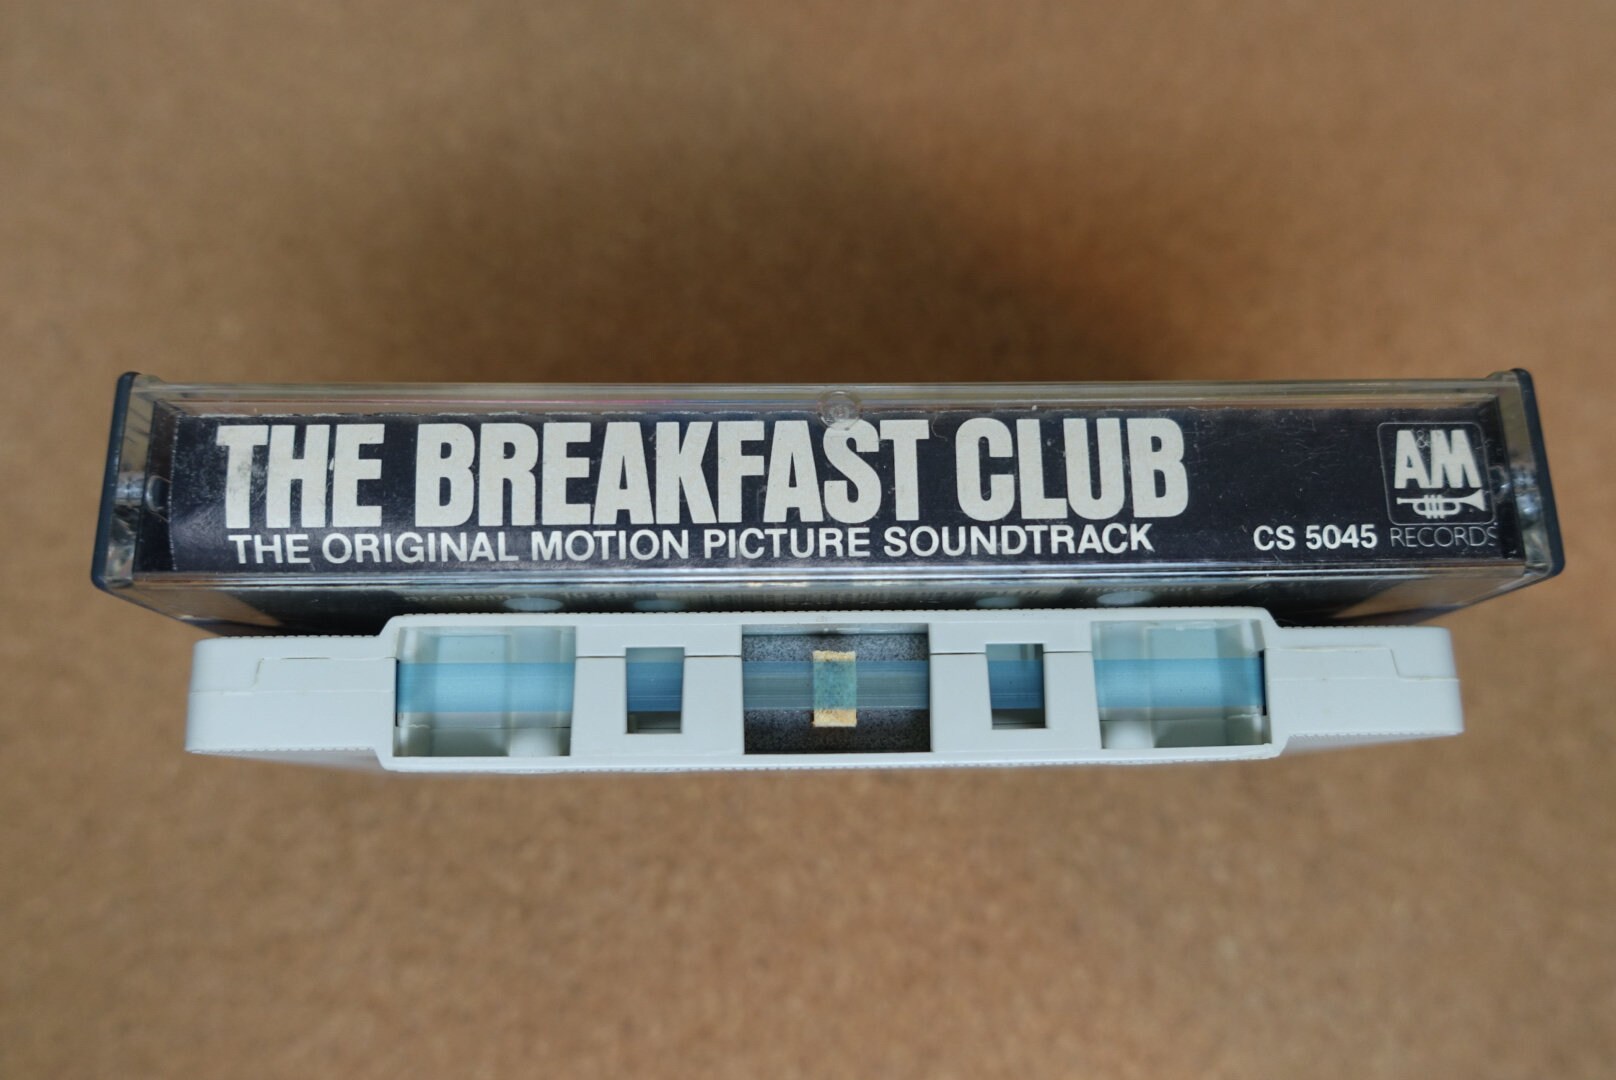 THE BREAKFAST CLUB
THE ORIGINAL MOTION PICTURE SOUNDTRACK
CS 5045
A&M
RECORDS